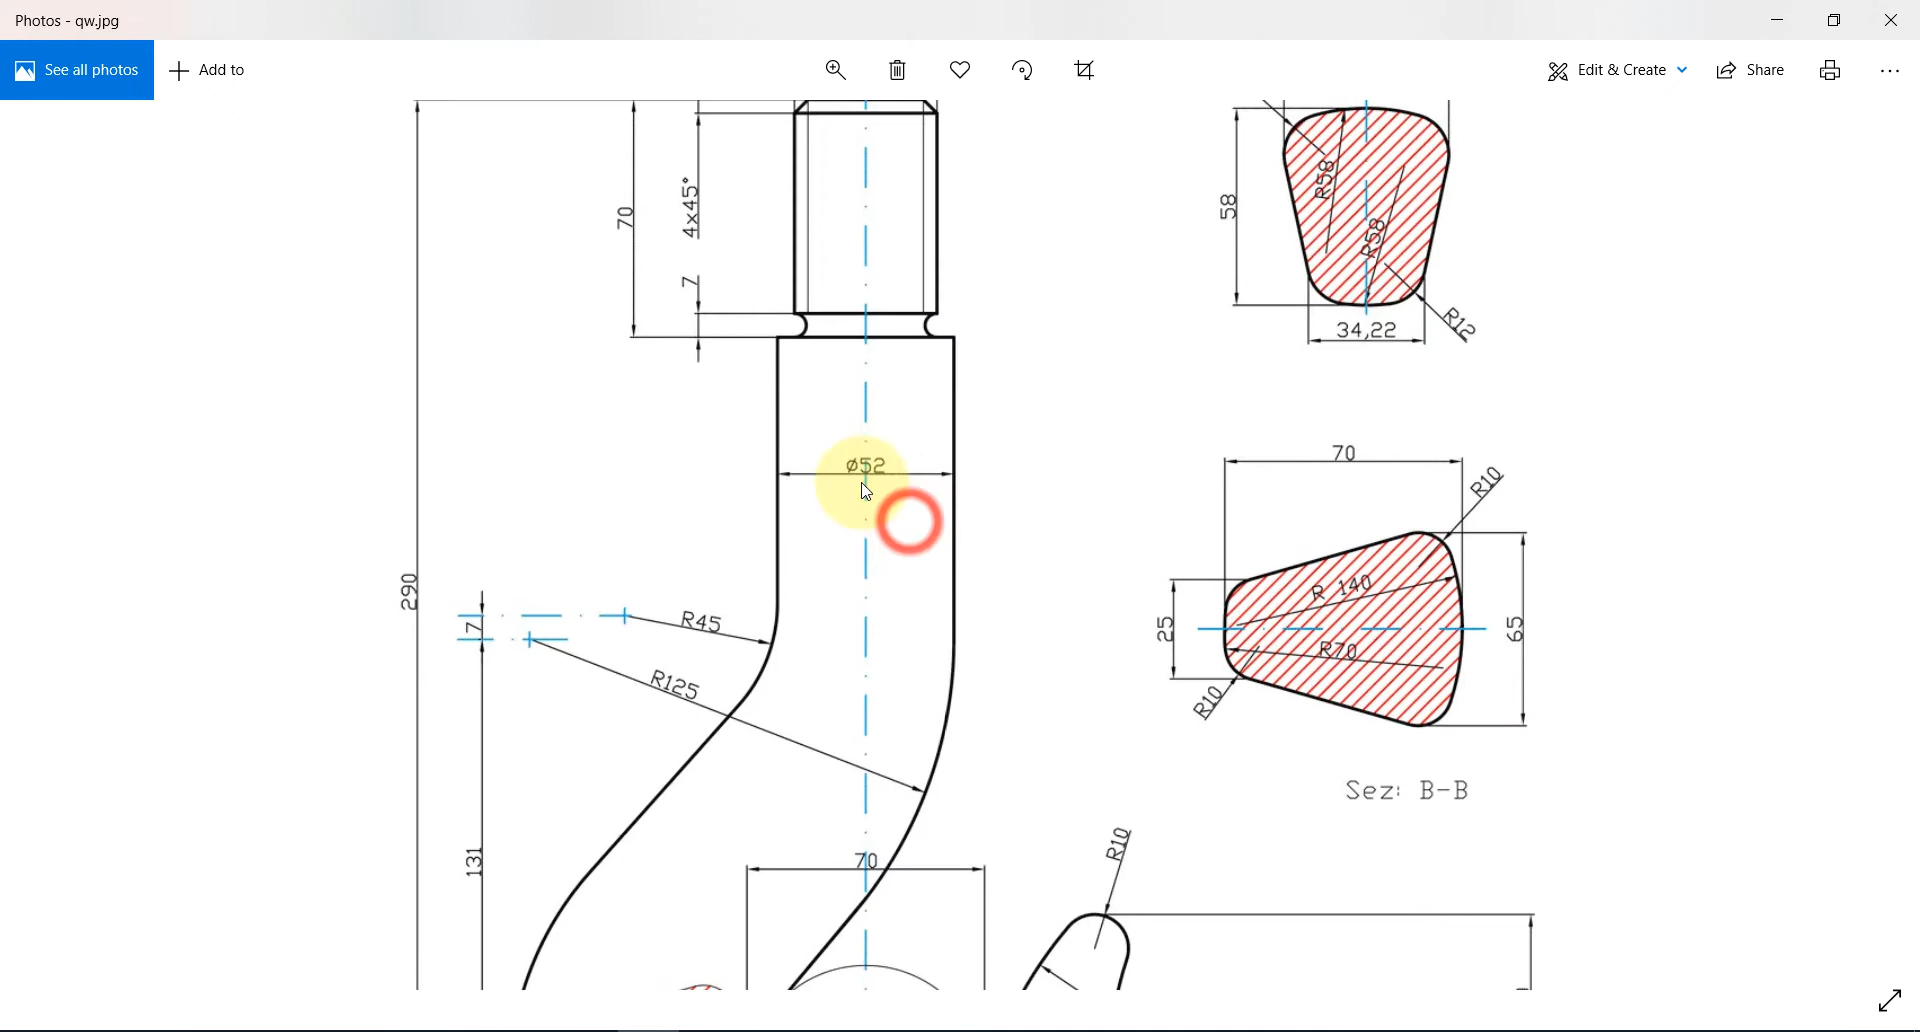 Photos - qw.jpg
See all photos
Add to
Edit & Create
Share
4x45°
70
7
58
R58
R58
R12
34,22
ø52
70
R10
290
R45
7
R125
R 140
25
65
R70
R10
Sez: B-B
131
70
R10